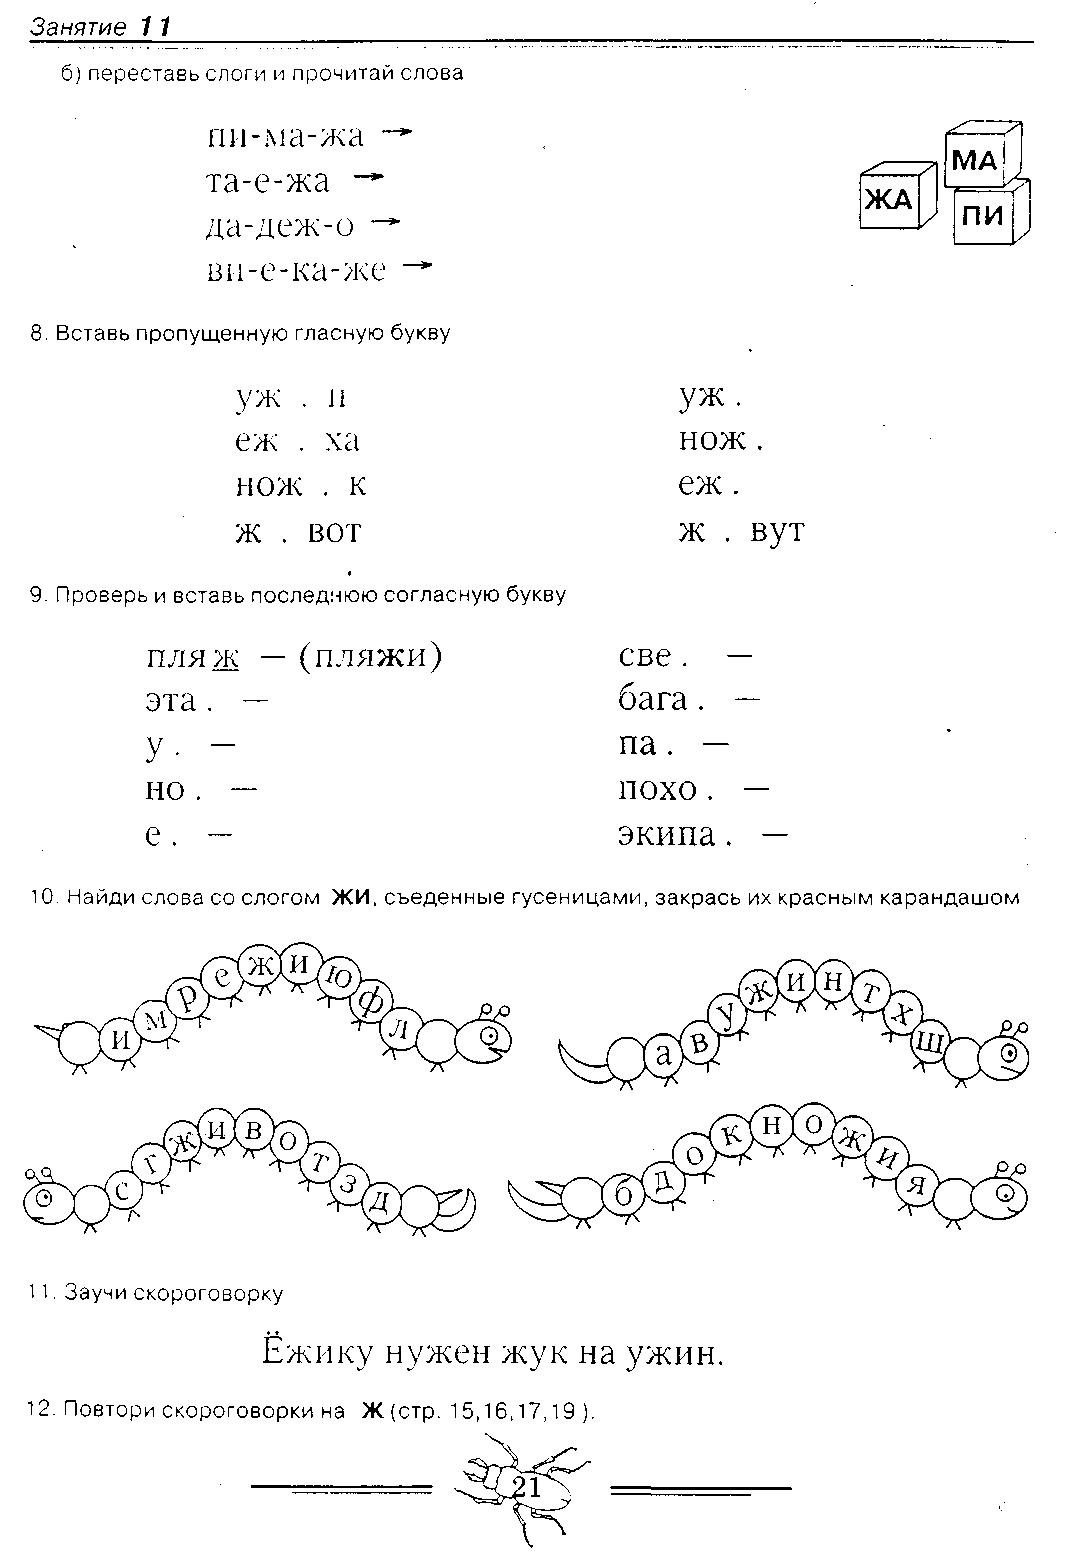 Занятие 11
б) переставь слоги и прочитай слова
пи-ма-жа →
та-е-жа →
да-деж-о →
ви-е-ка-же →
МА
ЖА
ПИ
8. Вставь пропущенную гласную букву
уж . н уж .
еж . ха нож .
нож . к еж .
ж . вот ж . вут
9. Проверь и вставь последнюю согласную букву
пляж — (пляжи) све . —
эта . — бага . —
у . — па . —
но . — похо . —
е . — экипа . —
10. Найди слова со слогом ЖИ, съеденные гусеницами, закрась их красным карандашом
имрежиюфл
авужинтхш
сгживотзд
бдокножия
11. Заучи скороговорку
Ёжику нужен жук на ужин.
12. Повтори скороговорки на Ж (стр. 15,16,17,19 ).
21